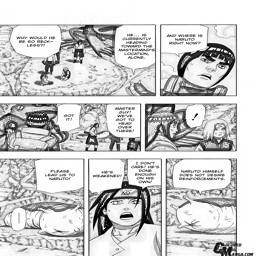 WHY WOULD HE
BE SO RECK-
LESS?!
HE... IS
CURRENTLY
HEADING
TOWARD THE
MASTERMIND'S
LOCATION,
ALONE.
AND WHERE
IS NARUTO
RIGHT NOW?
GOT
IT!
MASTER
GUY!
WE'VE
GOT TO
HEAD
OVER
THERE!
!
PLEASE
LEAD US TO
NARUTO!
HE'S
WEAKENED!
I DON'T
CARE! HE'S
DONE
ENOUGH
ON HIS
OWN!
NARUTO HIMSELF
DOES NOT DESIRE
REINFORCEMENTS.